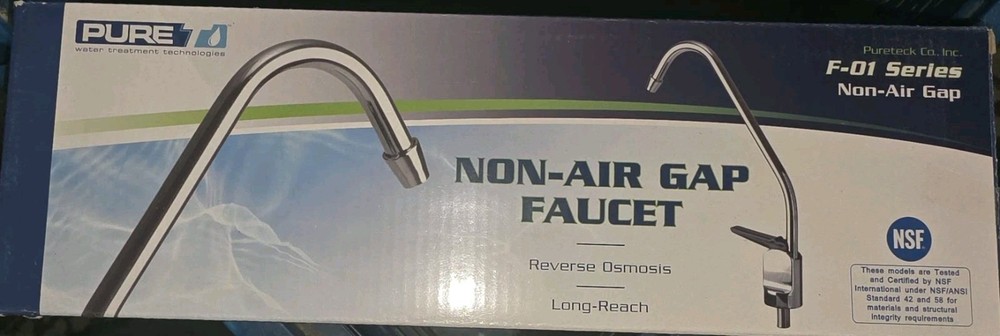 PURE T
water treatment technologies
Pureteck Co., Inc.
F-01 Series
Non-Air Gap
NON-AIR GAP
FAUCET
Reverse Osmosis
Long-Reach
NSF
These models are Tested
and Certified by NSF
International under NSF/ANSI
Standard 42 and 58 for
materials and structural
integrity requirements